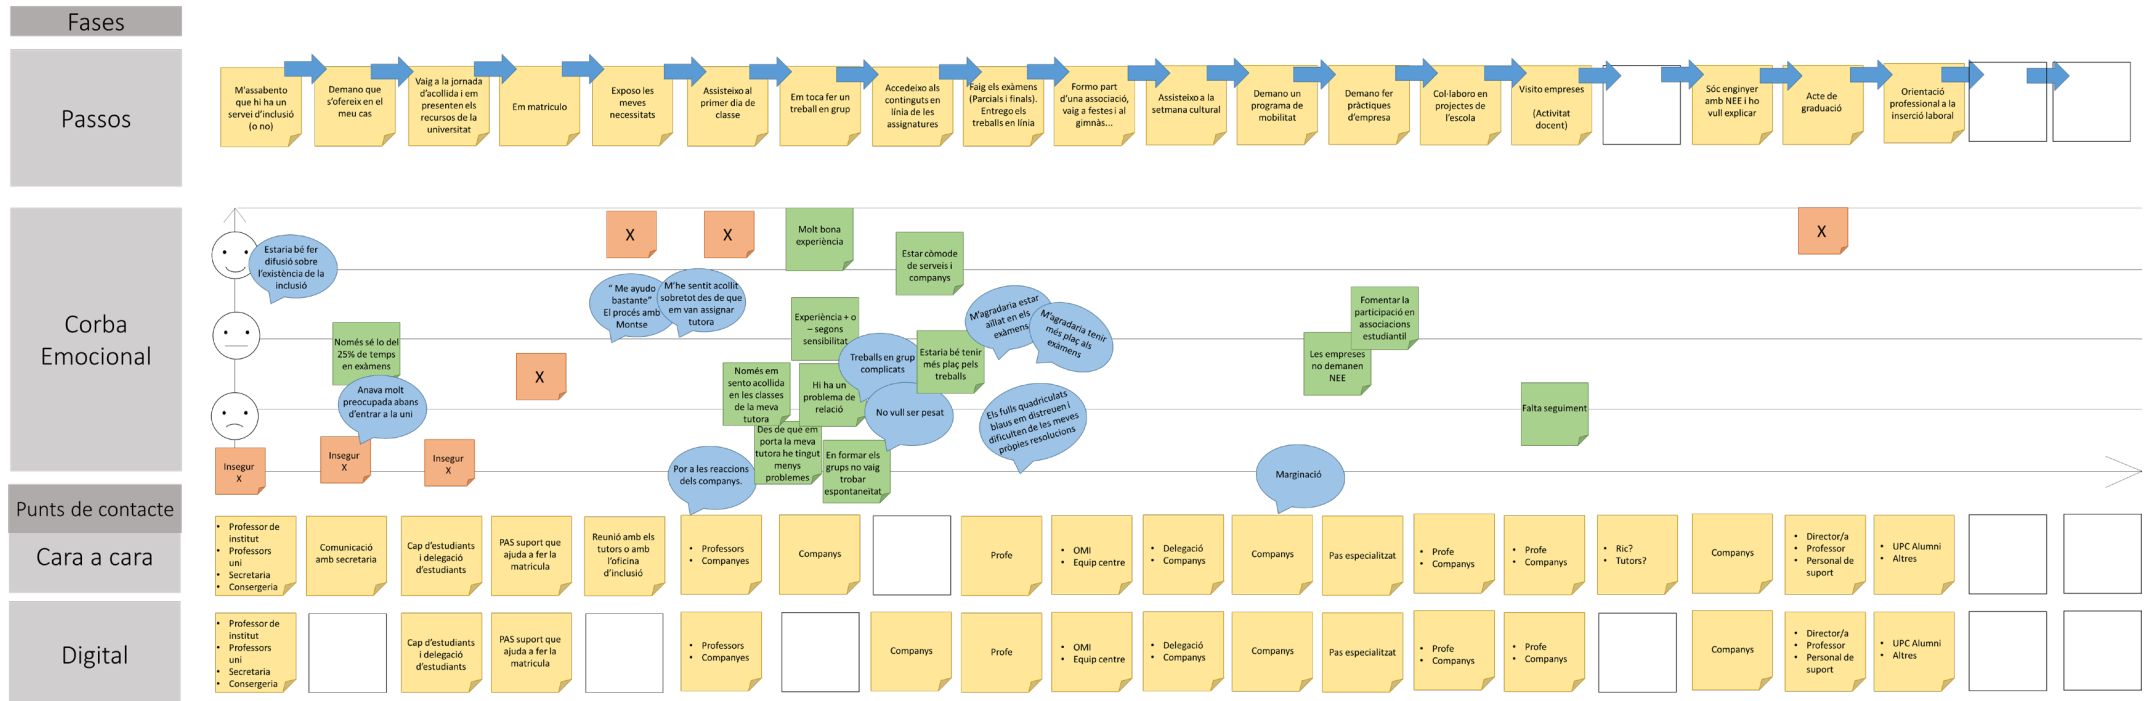 Fases
Passos
M'assabento
que hi ha un
servei d'inclusió
(o no)
Demano que
s'ofereix en el
meu cas
Vaig a la jornada
d'acollida i em
presenten els
recursos de la
universitat
Em matriculo
Exposo les
meves
necessitats
Assisteixo al
primer dia de
classe
Em toca fer un
treball en grup
Accedeixo als
continguts en
línia de les
assignatures
Faig els exàmens
(Parcials i finals).
Entrego els
treballs en línia
Formo part
d'una associació,
vaig a festes i al
gimnàs...
Assisteixo a la
setmana cultural
Demano un
programa de
mobilitat
Demano fer
pràctiques
d'empresa
Col·laboro en
projectes de
l'escola
Visito empreses
(Activitat
docent)
Sóc enginyer
amb NEE i ho
vull explicar
Acte de
graduació
Orientació
professional a la
inserció laboral
Corba
Emocional
Estaria bé fer
difusió sobre
l'existència de la
inclusió
Insegur
X
Només sé lo del
25% de temps
en exàmens
Anava molt
preocupada abans
d'entrar a la uni
Insegur
X
Insegur
X
X
X
" Me ayudo
bastante"
El procés amb
Montse
X
M'he sentit acollit
sobretot des de que
em van assignar
tutora
Por a les reaccions
dels companys.
Molt bona
experiència
Experiència + o
– segons
sensibilitat
Només em
sento acollida
en les classes
de la meva
tutora
Hi ha un
problema de
relació
Des de que em
porta la meva
tutora he tingut
menys
problemes
En formar els
grups no vaig
trobar
espontaneïtat
Treballs en grup
complicats
No vull ser pesat
Estar còmode
de serveis i
companys
Estaria bé tenir
més plaç pels
treballs
M'agradaria estar
aïllat en els
exàmens
M'agradaria tenir
més plaç als
exàmens
Els fulls quadriculats
blaus em distreuen i
dificulten de les meves
pròpies resolucions
Marginació
Les empreses
no demanen
NEE
Fomentar la
participació en
associacions
estudiantil
Falta seguiment
X
Punts de contacte
Cara a cara
• Professor de
institut
• Professors
uni
• Secretaria
• Consergeria
Comunicació
amb secretaria
Cap d'estudiants
i delegació
d'estudiants
PAS suport que
ajuda a fer la
matricula
Reunió amb els
tutors o amb
l'oficina
d'inclusió
• Professors
• Companyes
Companys
Profe
• OMI
• Equip centre
• Delegació
• Companys
Companys
Pas especialitzat
• Profe
• Companys
• Profe
• Companys
• Ric?
• Tutors?
Companys
• Director/a
• Professor
• Personal de
suport
• UPC Alumni
• Altres
Digital
• Professor de
institut
• Professors
uni
• Secretaria
• Consergeria
Cap d'estudiants
i delegació
d'estudiants
PAS suport que
ajuda a fer la
matricula
• Professors
• Companyes
Companys
Profe
• OMI
• Equip centre
• Delegació
• Companys
Companys
Pas especialitzat
• Profe
• Companys
• Profe
• Companys
Companys
• Director/a
• Professor
• Personal de
suport
• UPC Alumni
• Altres